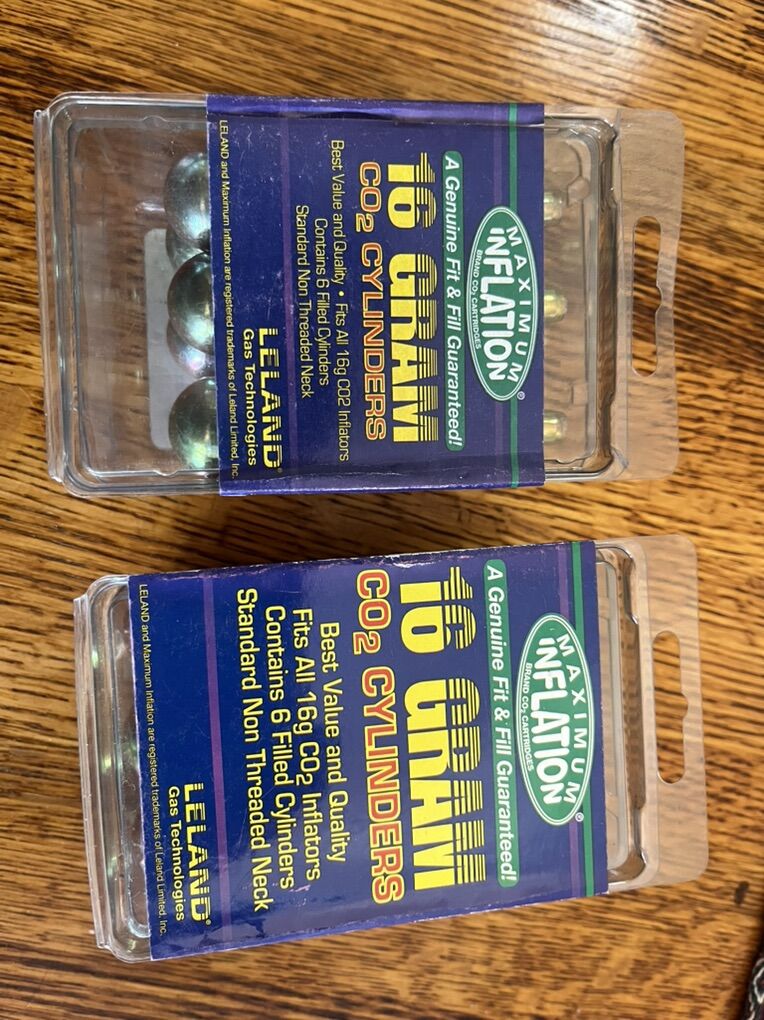 MAXIMUM
INFLATION®
BRAND CO2 CARTRIDGES
A Genuine Fit & Fill Guaranteed!
16 GRAM
CO2 CYLINDERS
Best Value and Quality • Fits All 16g CO2 Inflators
Contains 6 Filled Cylinders
Standard Non Threaded Neck
LELAND®
Gas Technologies
LELAND and Maximum Inflation are registered trademarks of Leland Limited, Inc.
MAXIMUM
INFLATION®
BRAND CO2 CARTRIDGES
A Genuine Fit & Fill Guaranteed!
16 GRAM
CO2 CYLINDERS
Best Value and Quality
Fits All 16g CO2 Inflators
Contains 6 Filled Cylinders
Standard Non Threaded Neck
LELAND®
Gas Technologies
LELAND and Maximum Inflation are registered trademarks of Leland Limited, Inc.